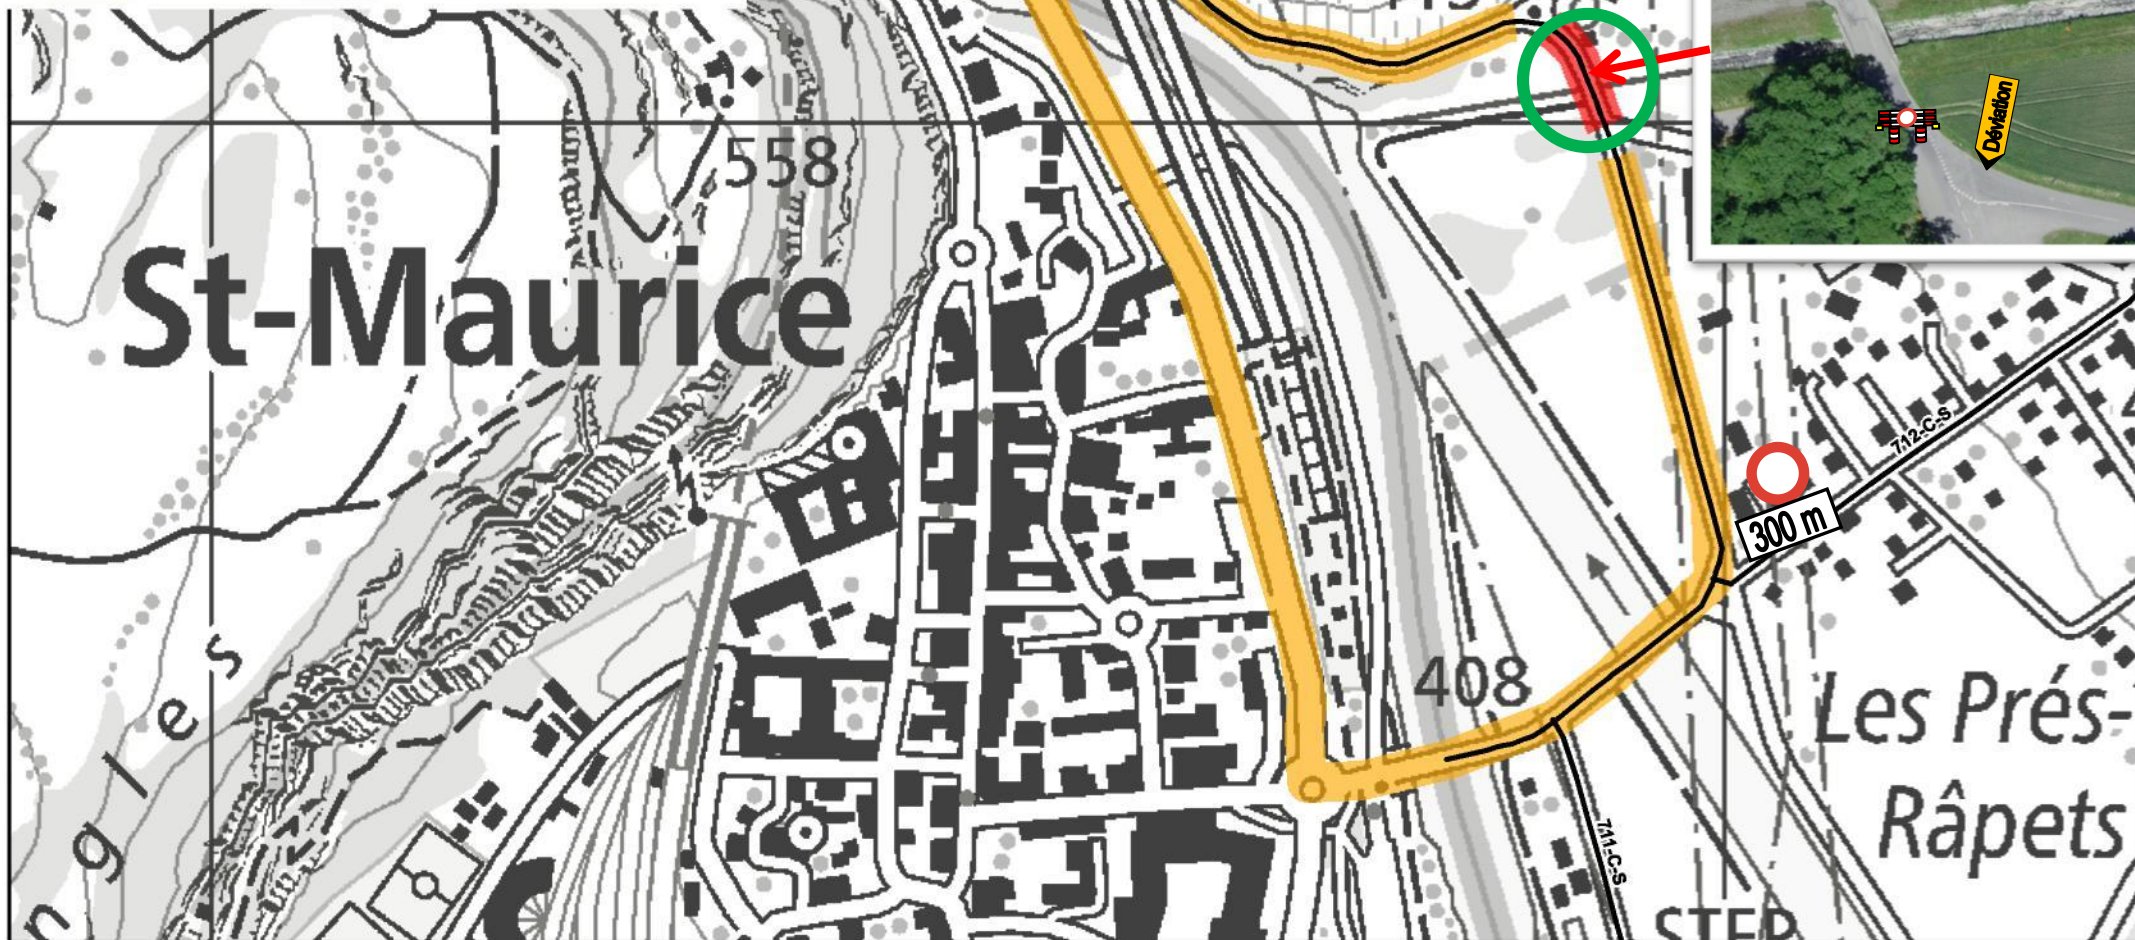 558
Déviation
St-Maurice
712-C-S
300 m
408
Les Prés-
Râpets
711-C-S
n g l e s
STEP